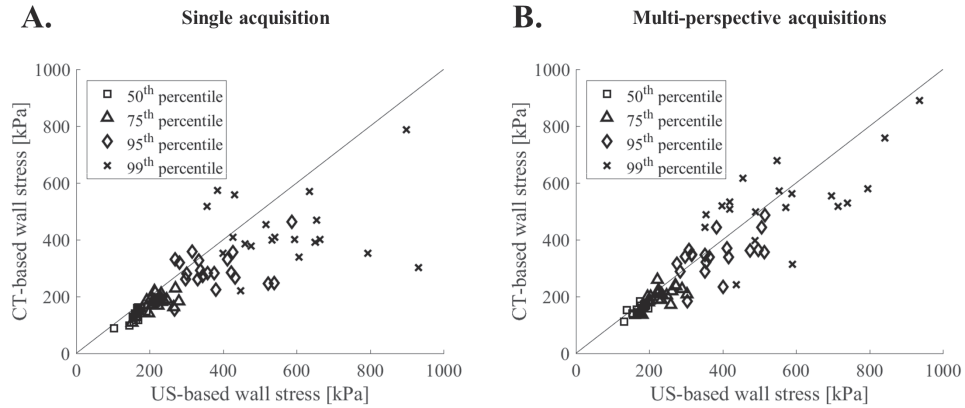 A.
Single acquisition
CT-based wall stress [kPa]
1000
800
600
400
200
0
50th percentile
75th percentile
95th percentile
99th percentile
0
200
400
600
800
1000
US-based wall stress [kPa]
B.
Multi-perspective acquisitions
CT-based wall stress [kPa]
1000
800
600
400
200
0
50th percentile
75th percentile
95th percentile
99th percentile
0
200
400
600
800
1000
US-based wall stress [kPa]